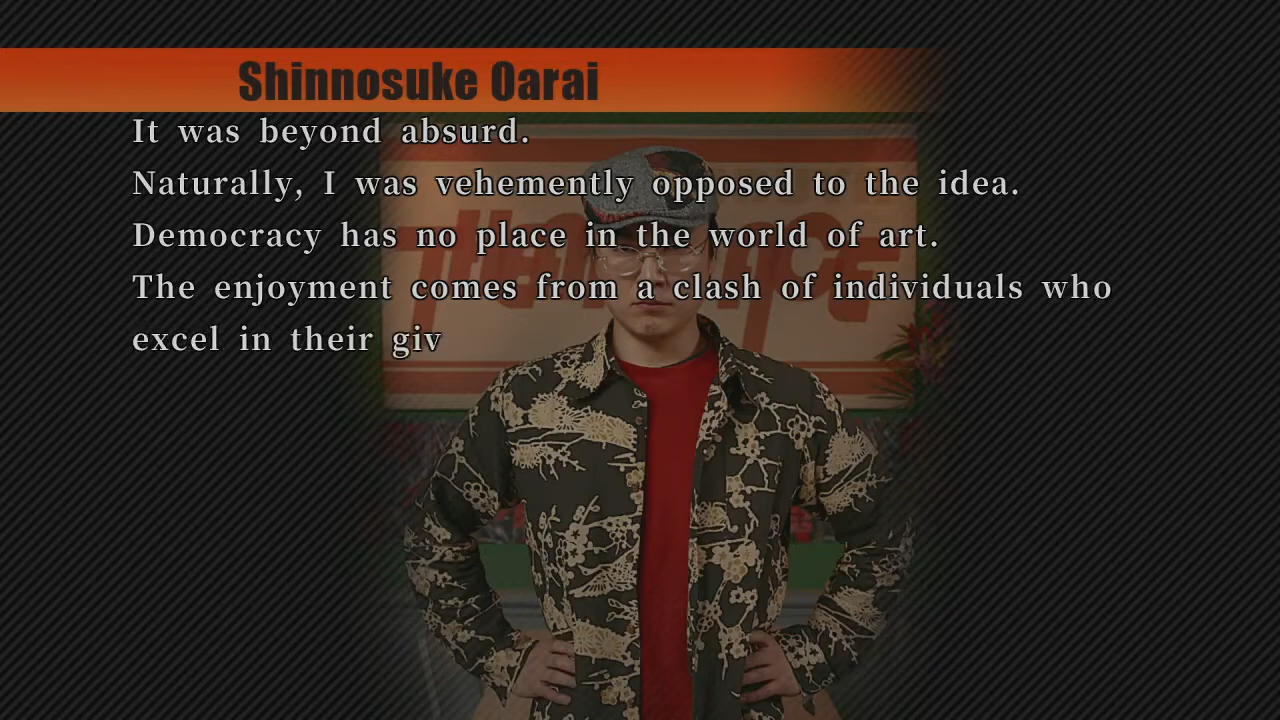 Shinnosuke Oarai
It was beyond absurd.
Naturally, I was vehemently opposed to the idea.
Democracy has no place in the world of art.
The enjoyment comes from a clash of individuals who
excel in their giv